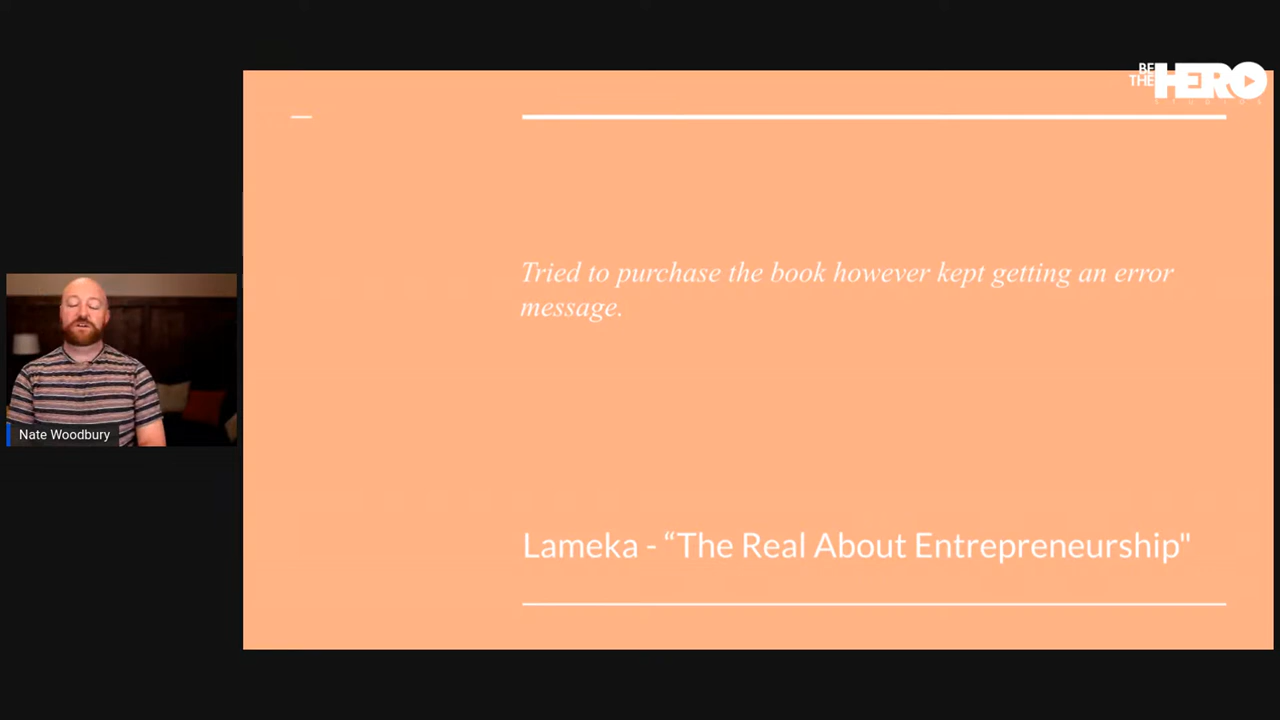 BE
THE HERO
STUDIOS
Tried to purchase the book however kept getting an error
message.
Nate Woodbury
Lameka - “The Real About Entrepreneurship"